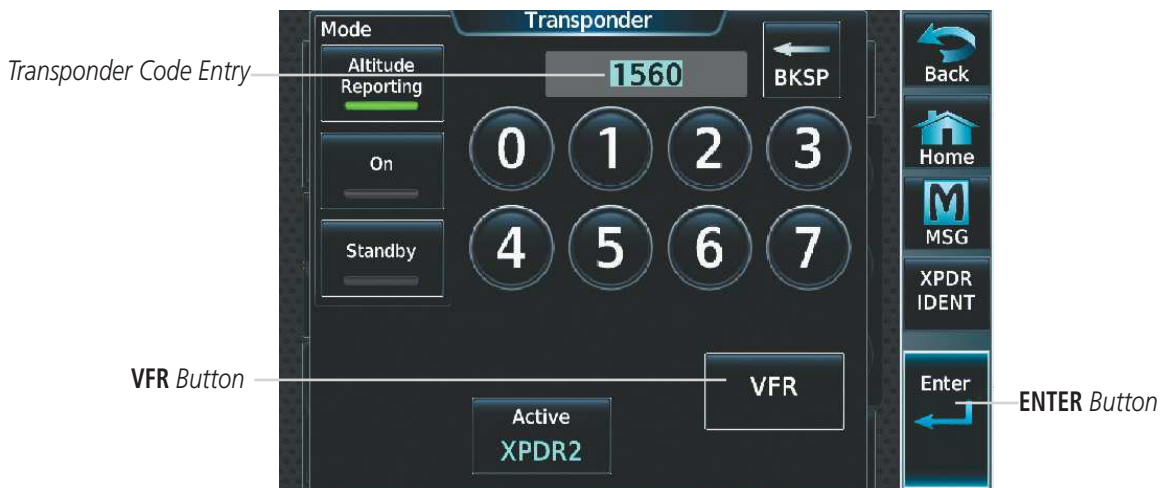 Transponder
Mode
Altitude
Reporting
Transponder Code Entry
1560
BKSP
Back
0
1
2
3
On
Home
MSG
4
5
6
7
Standby
XPDR
IDENT
VFR Button
VFR
Enter
ENTER Button
Active
XPDR2